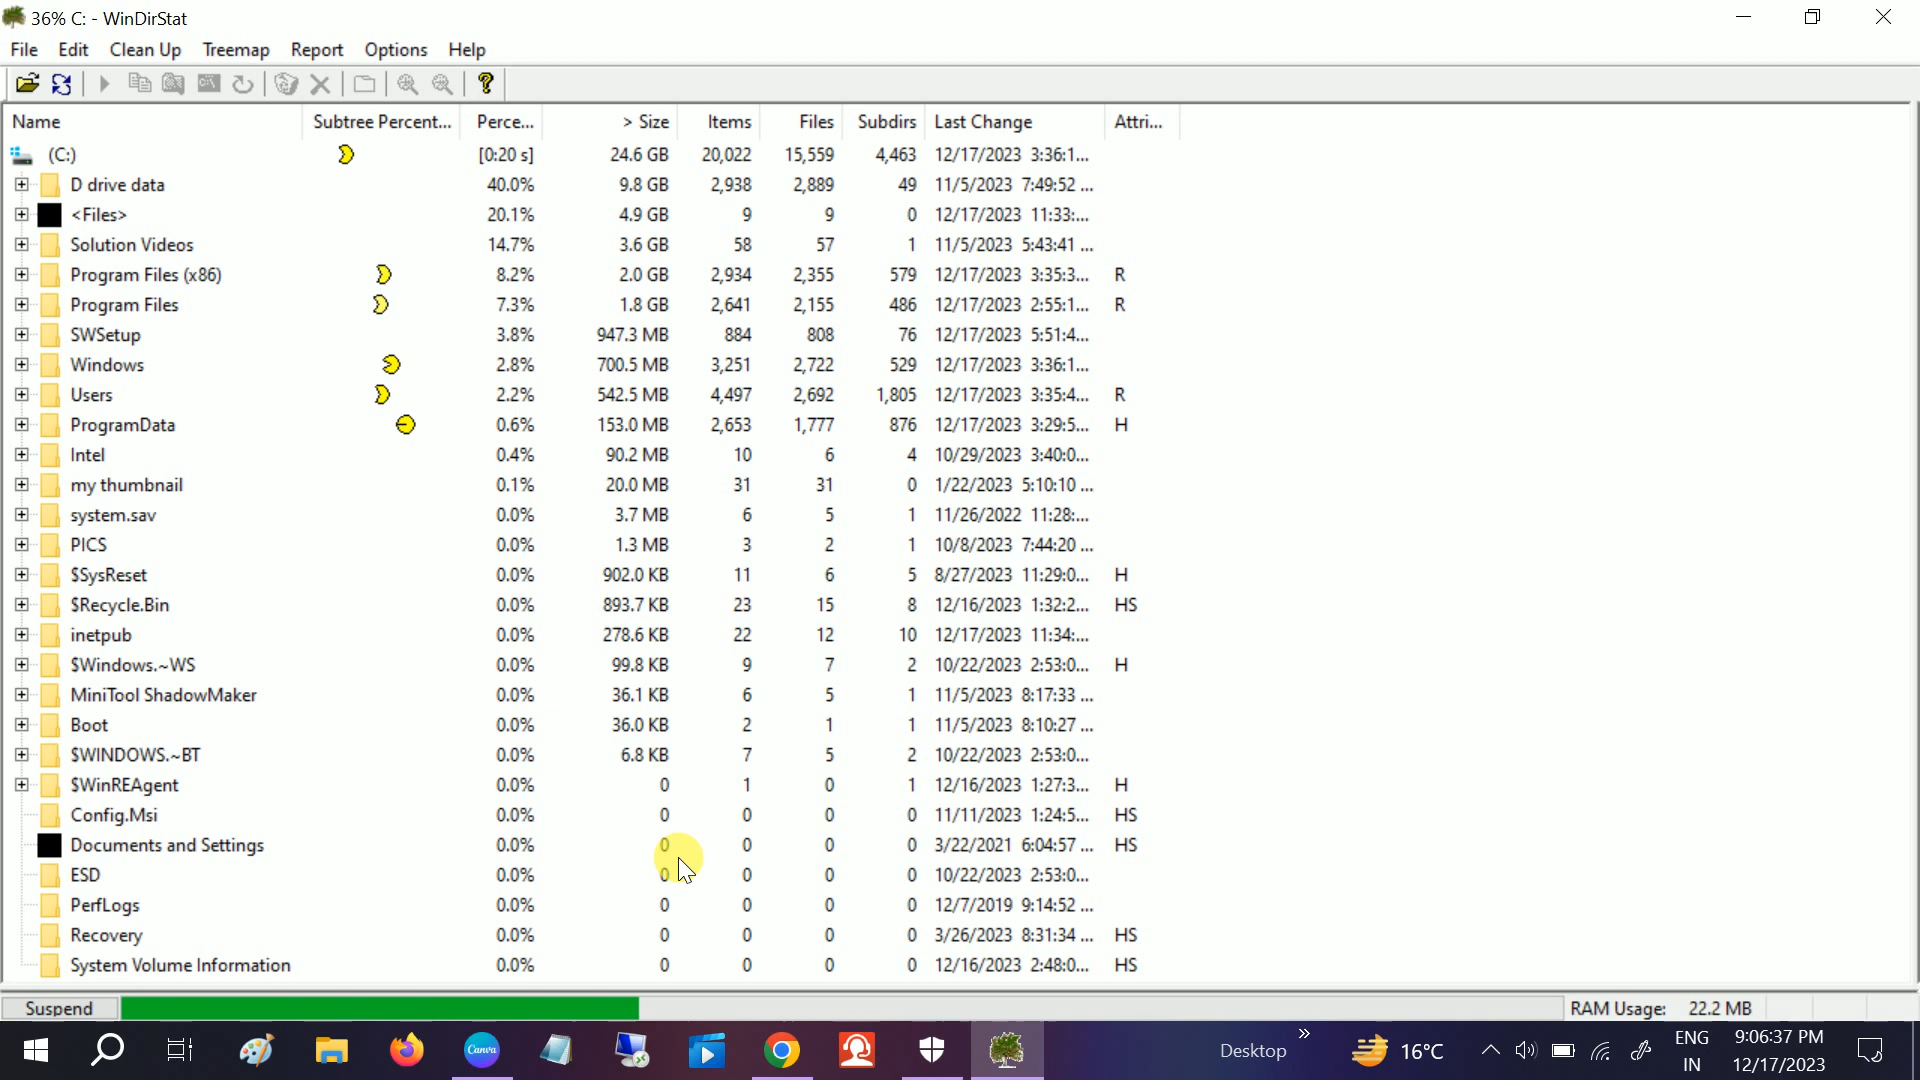 36% C: - WinDirStat
File Edit Clean Up Treemap Report Options Help
Name Subtree Percent... Perce... > Size Items Files Subdirs Last Change Attri...
(C:) [0:20 s] 24.6 GB 20,022 15,559 4,463 12/17/2023 3:36:1...
D drive data 40.0% 9.8 GB 2,938 2,889 49 11/5/2023 7:49:52 ...
<Files> 20.1% 4.9 GB 9 9 0 12/17/2023 11:33:...
Solution Videos 14.7% 3.6 GB 58 57 1 11/5/2023 5:43:41 ...
Program Files (x86) 8.2% 2.0 GB 2,934 2,355 579 12/17/2023 3:35:3... R
Program Files 7.3% 1.8 GB 2,641 2,155 486 12/17/2023 2:55:1... R
SWSetup 3.8% 947.3 MB 884 808 76 12/17/2023 5:51:4...
Windows 2.8% 700.5 MB 3,251 2,722 529 12/17/2023 3:36:1...
Users 2.2% 542.5 MB 4,497 2,692 1,805 12/17/2023 3:35:4... R
ProgramData 0.6% 153.0 MB 2,653 1,777 876 12/17/2023 3:29:5... H
Intel 0.4% 90.2 MB 10 6 4 10/29/2023 3:40:0...
my thumbnail 0.1% 20.0 MB 31 31 0 1/22/2023 5:10:10 ...
system.sav 0.0% 3.7 MB 6 5 1 11/26/2022 11:28:...
PICS 0.0% 1.3 MB 3 2 1 10/8/2023 7:44:20 ...
$SysReset 0.0% 902.0 KB 11 6 5 8/27/2023 11:29:0... H
$Recycle.Bin 0.0% 893.7 KB 23 15 8 12/16/2023 1:32:2... HS
inetpub 0.0% 278.6 KB 22 12 10 12/17/2023 11:34:...
$Windows.~WS 0.0% 99.8 KB 9 7 2 10/22/2023 2:53:0... H
MiniTool ShadowMaker 0.0% 36.1 KB 6 5 1 11/5/2023 8:17:33 ...
Boot 0.0% 36.0 KB 2 1 1 11/5/2023 8:10:27 ...
$WINDOWS.~BT 0.0% 6.8 KB 7 5 2 10/22/2023 2:53:0...
$WinREAgent 0.0% 0 1 0 1 12/16/2023 1:27:3... H
Config.Msi 0.0% 0 0 0 0 11/11/2023 1:24:5... HS
Documents and Settings 0.0% 0 0 0 0 3/22/2021 6:04:57 ... HS
ESD 0.0% 0 0 0 0 10/22/2023 2:53:0...
PerfLogs 0.0% 0 0 0 0 12/7/2019 9:14:52 ...
Recovery 0.0% 0 0 0 0 3/26/2023 8:31:34 ... HS
System Volume Information 0.0% 0 0 0 0 12/16/2023 2:48:0... HS
Suspend RAM Usage: 22.2 MB
Canva Desktop 16°C ENG 9:06:37 PM
IN 12/17/2023